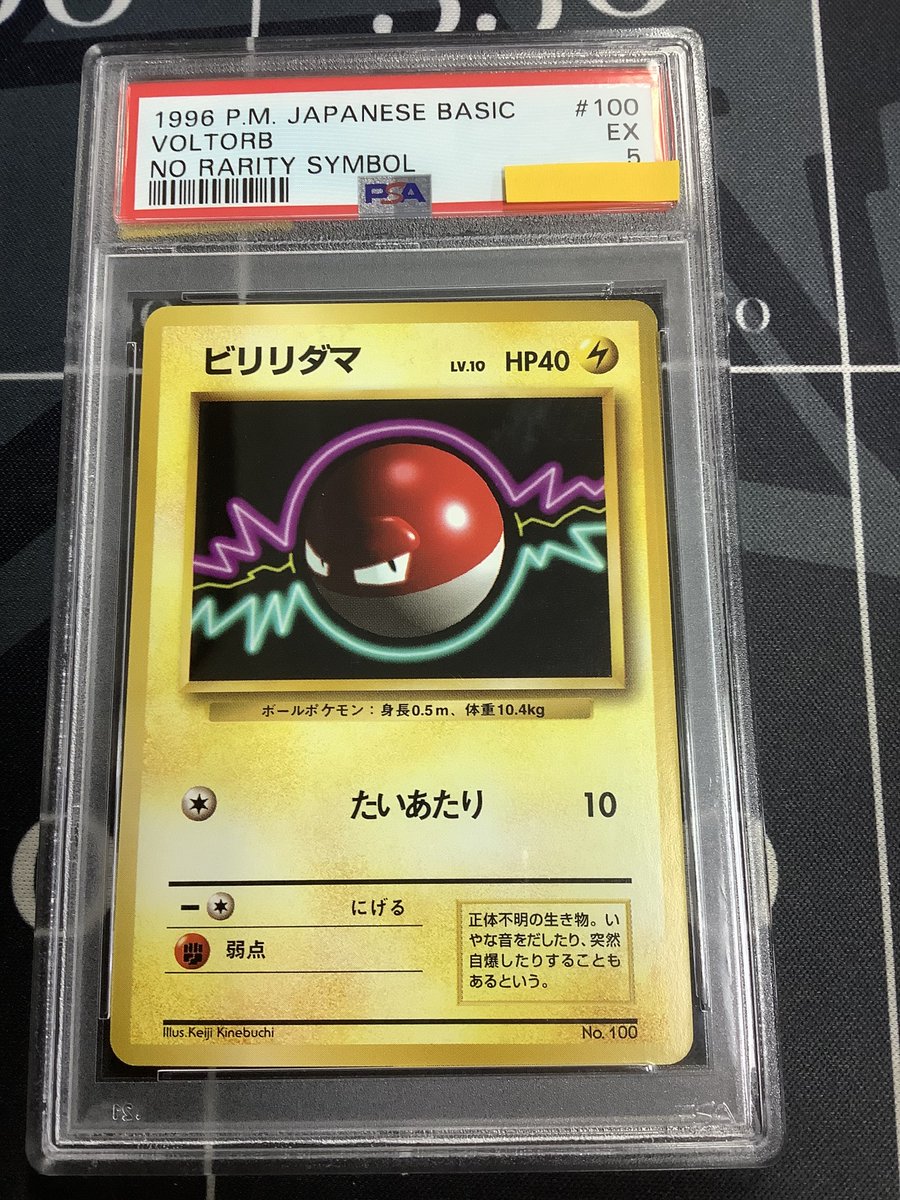 1996 P.M. JAPANESE BASIC #100
VOLTORB EX
NO RARITY SYMBOL 5
PSA
ビリリダマ LV.10 HP40
ボールポケモン：身長0.5m、体重10.4kg
たいあたり 10
にげる
弱点
正体不明の生き物。い
やな音をだしたり、突然
自爆したりすることも
あるという。
Illus.Keiji Kinebuchi No. 100